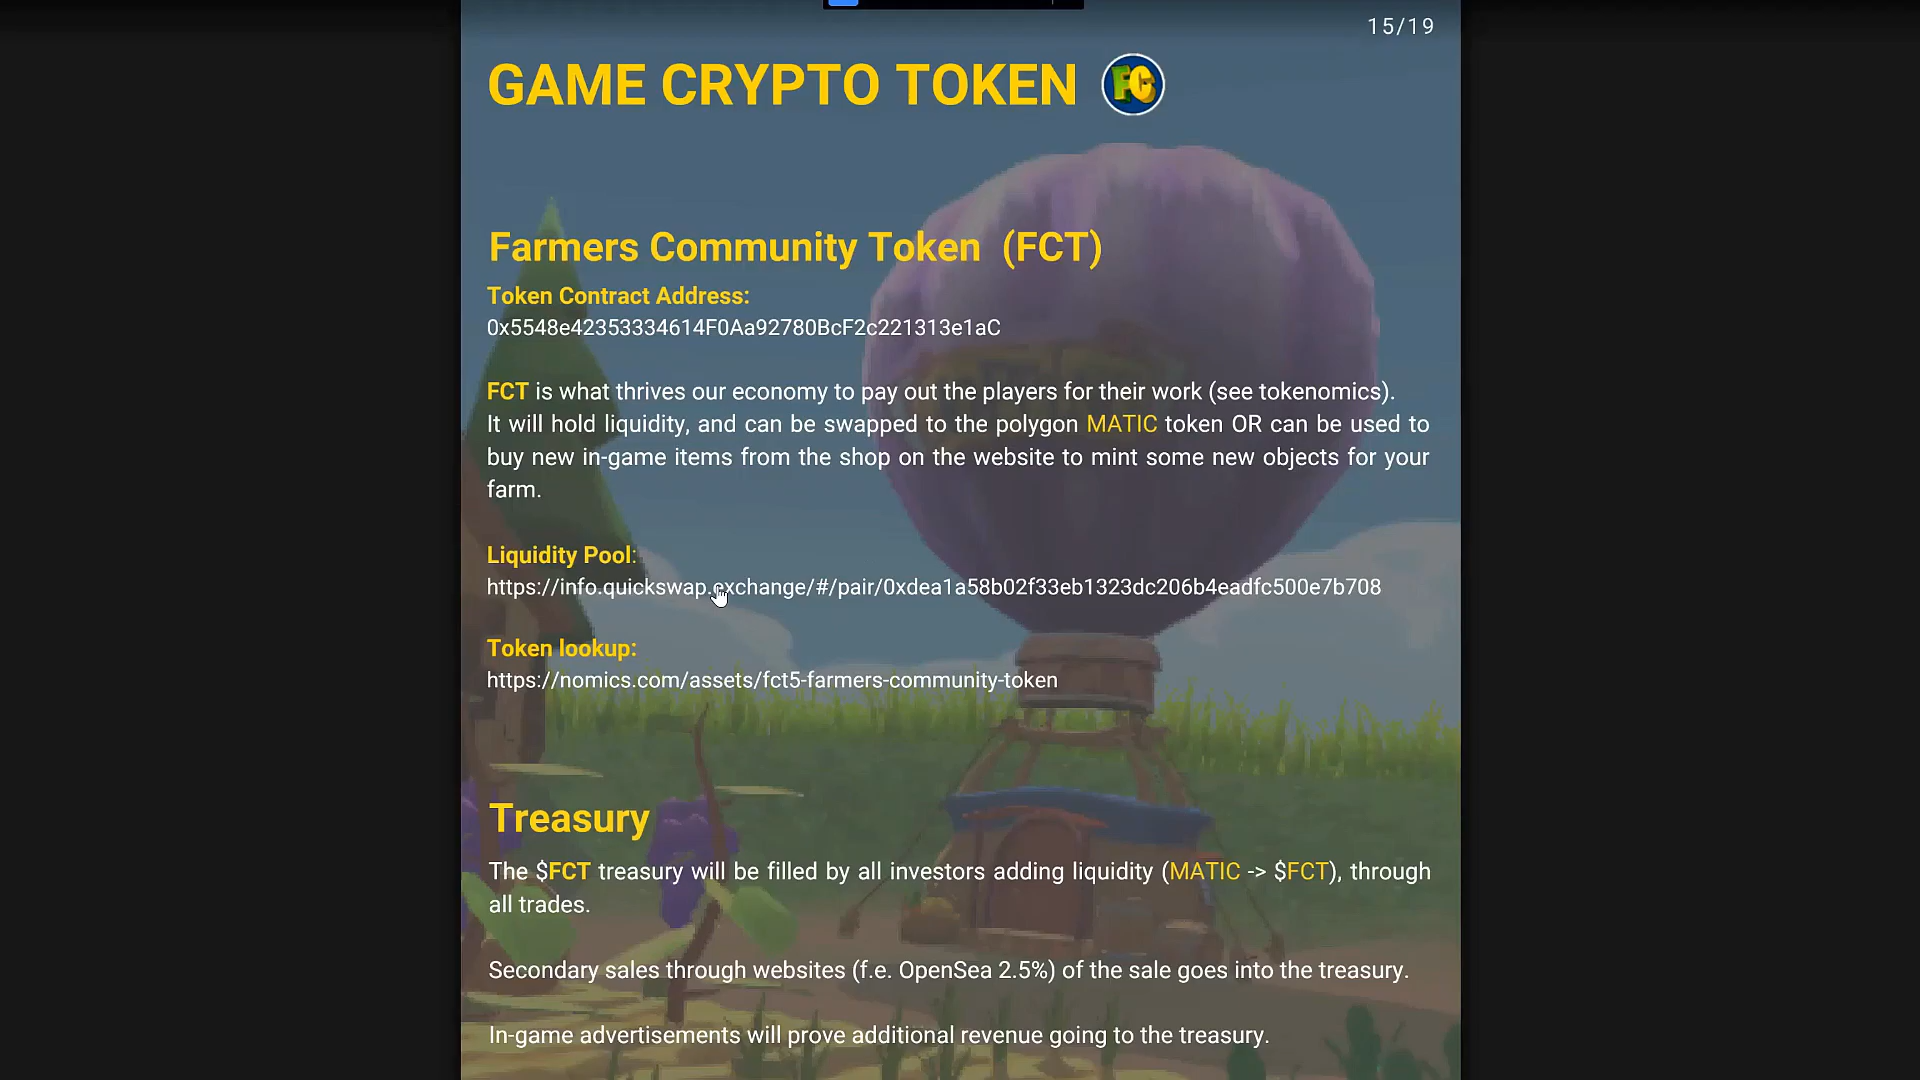 15/19
GAME CRYPTO TOKEN FC
Farmers Community Token (FCT)
Token Contract Address:
0x5548e42353334614F0Aa92780BcF2c221313e1aC
FCT is what thrives our economy to pay out the players for their work (see tokenomics).
It will hold liquidity, and can be swapped to the polygon MATIC token OR can be used to
buy new in-game items from the shop on the website to mint some new objects for your
farm.
Liquidity Pool:
https://info.quickswap.exchange/#/pair/0xdea1a58b02f33eb1323dc206b4eadfc500e7b708
Token lookup:
https://nomics.com/assets/fct5-farmers-community-token
Treasury
The $FCT treasury will be filled by all investors adding liquidity (MATIC -> $FCT), through
all trades.
Secondary sales through websites (f.e. OpenSea 2.5%) of the sale goes into the treasury.
In-game advertisements will prove additional revenue going to the treasury.